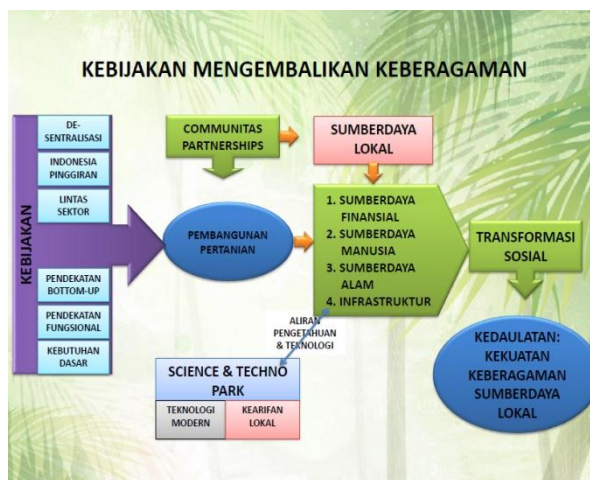 KEBIJAKAN MENGEMBALIKAN KEBERAGAMAN
KEBIJAKAN
DE-
SENTRALISASI
INDONESIA
PINGGIRAN
LINTAS
SEKTOR
PENDEKATAN
BOTTOM-UP
PENDEKATAN
FUNGSIONAL
KEBUTUHAN
DASAR
COMMUNITAS
PARTNERSHIPS
SUMBERDAYA
LOKAL
PEMBANGUNAN
PERTANIAN
1. SUMBERDAYA
FINANSIAL
2. SUMBERDAYA
MANUSIA
3. SUMBERDAYA
ALAM
4. INFRASTRUKTUR
TRANSFORMASI
SOSIAL
ALIRAN
PENGETAHUAN
& TEKNOLOGI
SCIENCE & TECHNO
PARK
TEKNOLOGI
MODERN
KEARIFAN
LOKAL
KEDAULATAN:
KEKUATAN
KEBERAGAMAN
SUMBERDAYA
LOKAL